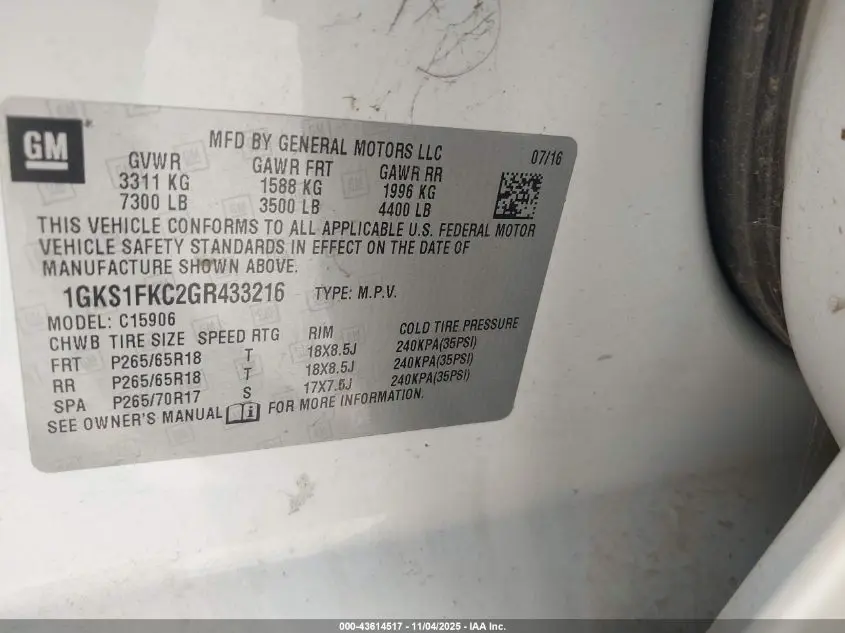 GM
MFD BY GENERAL MOTORS LLC 07/16
GVWR GAWR FRT GAWR RR
3311 KG 1588 KG 1996 KG
7300 LB 3500 LB 4400 LB
THIS VEHICLE CONFORMS TO ALL APPLICABLE U.S. FEDERAL MOTOR
VEHICLE SAFETY STANDARDS IN EFFECT ON THE DATE OF
MANUFACTURE SHOWN ABOVE.
1GKS1FKC2GR433216 TYPE: M.P.V.
MODEL: C15906
CHWB TIRE SIZE SPEED RTG RIM COLD TIRE PRESSURE
FRT P265/65R18 T 18X8.5J 240KPA(35PSI)
RR P265/65R18 T 18X8.5J 240KPA(35PSI)
SPA P265/70R17 S 17X7.5J 240KPA(35PSI)
SEE OWNER'S MANUAL FOR MORE INFORMATION.
000-43614517 - 11/04/2025 - IAA Inc.